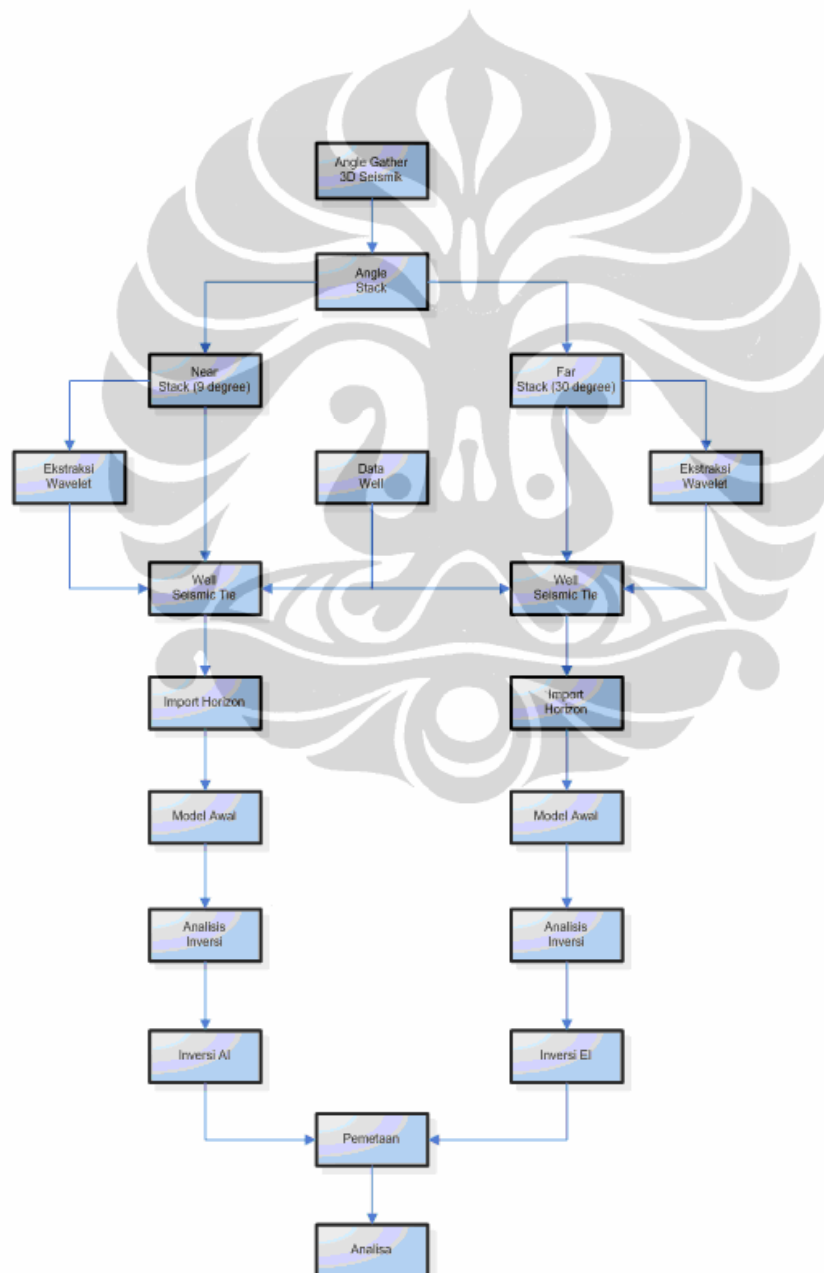 Angle Gather
3D Seismik
Angle
Stack
Near
Stack (9 degree)
Far
Stack (30 degree)
Ekstraksi
Wavelet
Data
Well
Ekstraksi
Wavelet
Well
Seismic Tie
Well
Seismic Tie
Import Horizon
Import
Horizon
Model Awal
Model Awal
Analisis
Inversi
Analisis
Inversi
Inversi AI
Inversi EI
Pemetaan
Analisa